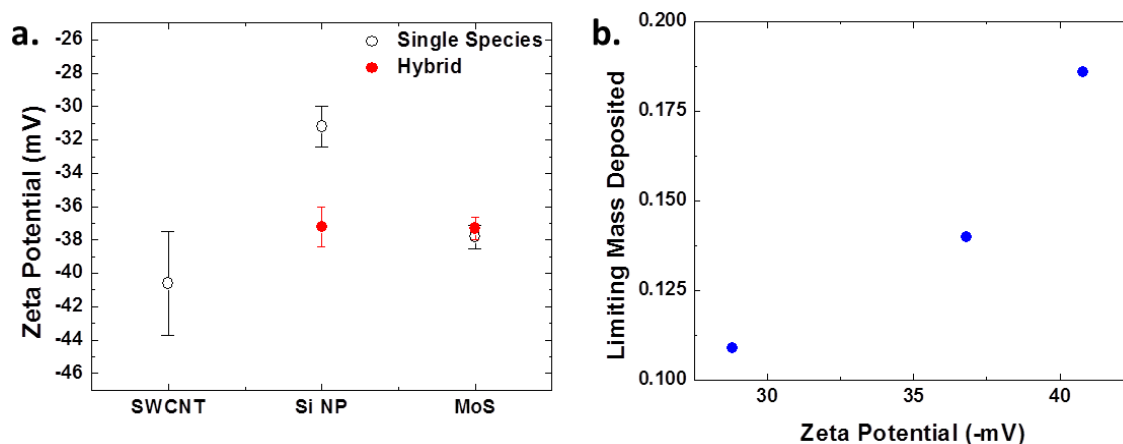 a.
Zeta Potential (mV)
-26
-28
-30
-32
-34
-36
-38
-40
-42
-44
-46
Single Species
Hybrid
SWCNT Si NP MoS
b.
Limiting Mass Deposited
0.200
0.175
0.150
0.125
0.100
30 35 40
Zeta Potential (-mV)